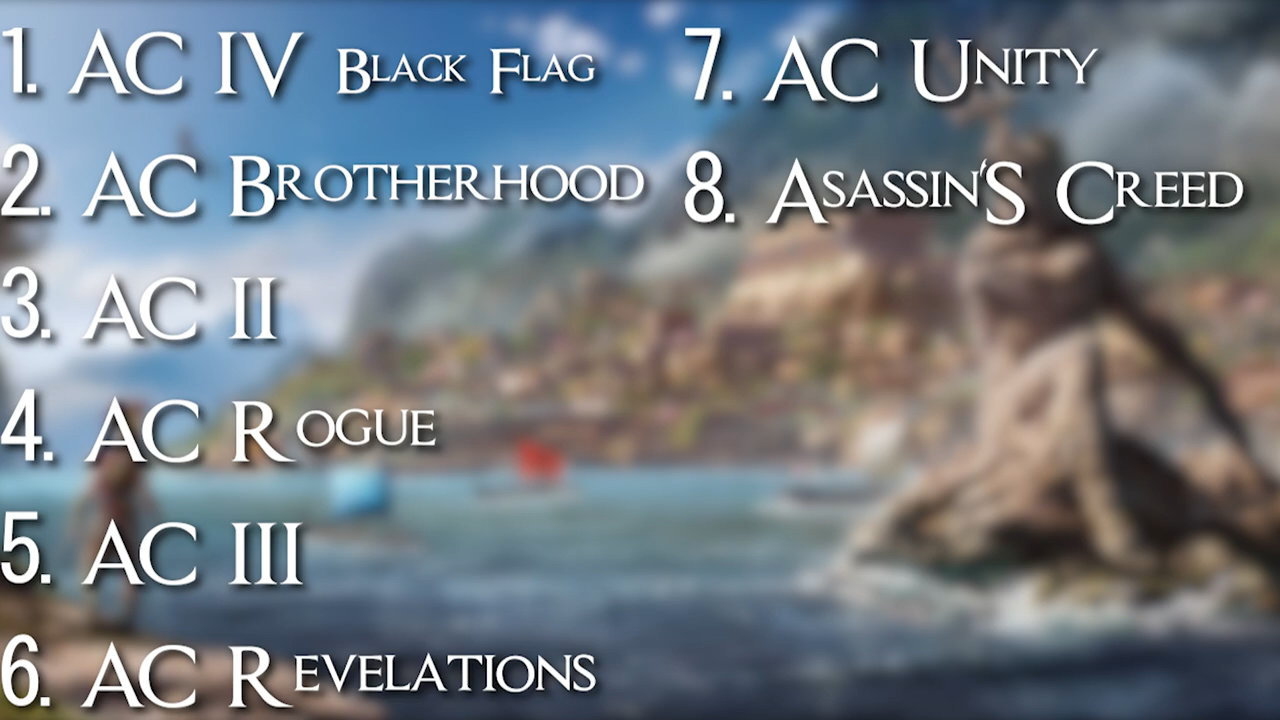 1. AC IV Black Flag
2. AC Brotherhood
3. AC II
4. AC Rogue
5. AC III
6. AC Revelations
7. AC Unity
8. Asassin'S Creed